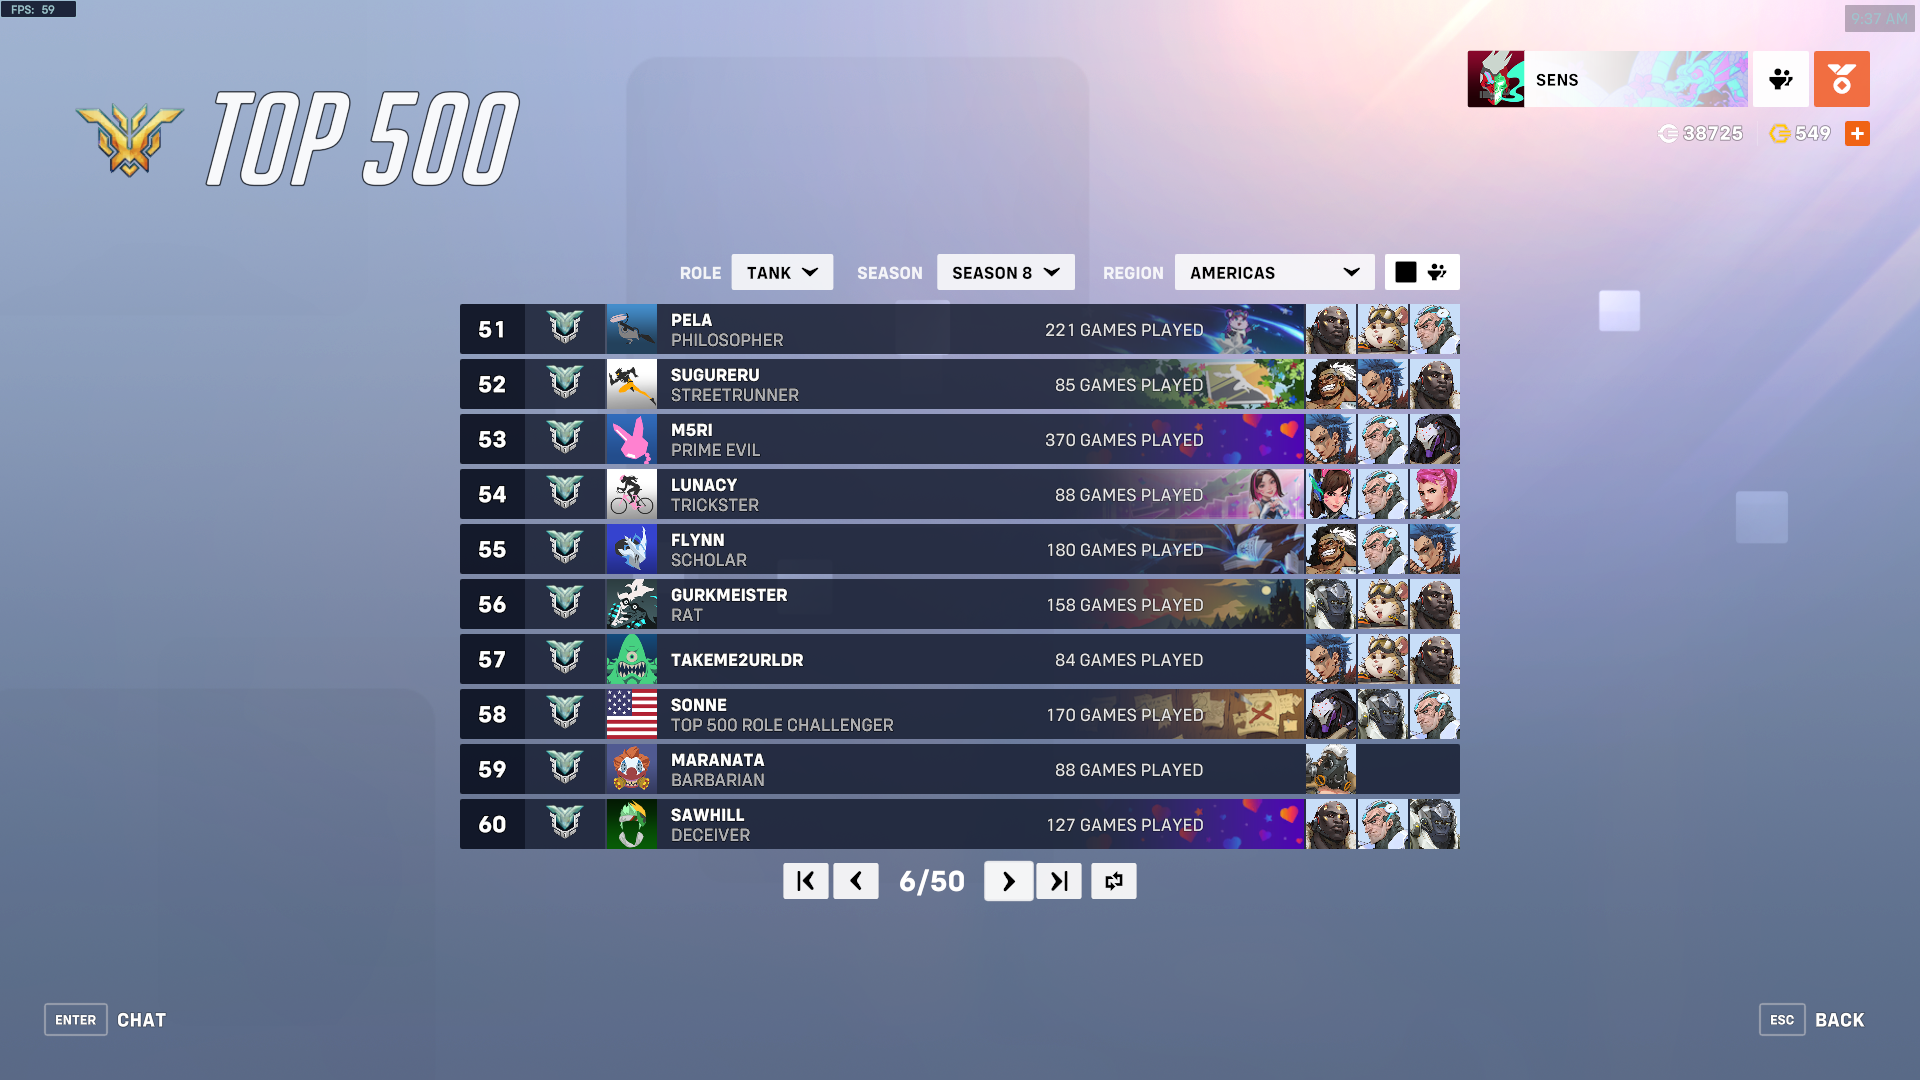 FPS: 59
9:37 AM
TOP 500
SENS
38725
549
ROLE TANK SEASON SEASON 8 REGION AMERICAS
51 PELA 221 GAMES PLAYED
PHILOSOPHER
52 SUGURERU 85 GAMES PLAYED
STREETRUNNER
53 M5RI 370 GAMES PLAYED
PRIME EVIL
54 LUNACY 88 GAMES PLAYED
TRICKSTER
55 FLYNN 180 GAMES PLAYED
SCHOLAR
56 GURKMEISTER 158 GAMES PLAYED
RAT
57 TAKEME2URLDR 84 GAMES PLAYED
58 SONNE 170 GAMES PLAYED
TOP 500 ROLE CHALLENGER
59 MARANATA 88 GAMES PLAYED
BARBARIAN
60 SAWHILL 127 GAMES PLAYED
DECEIVER
6/50
ENTER CHAT
ESC BACK